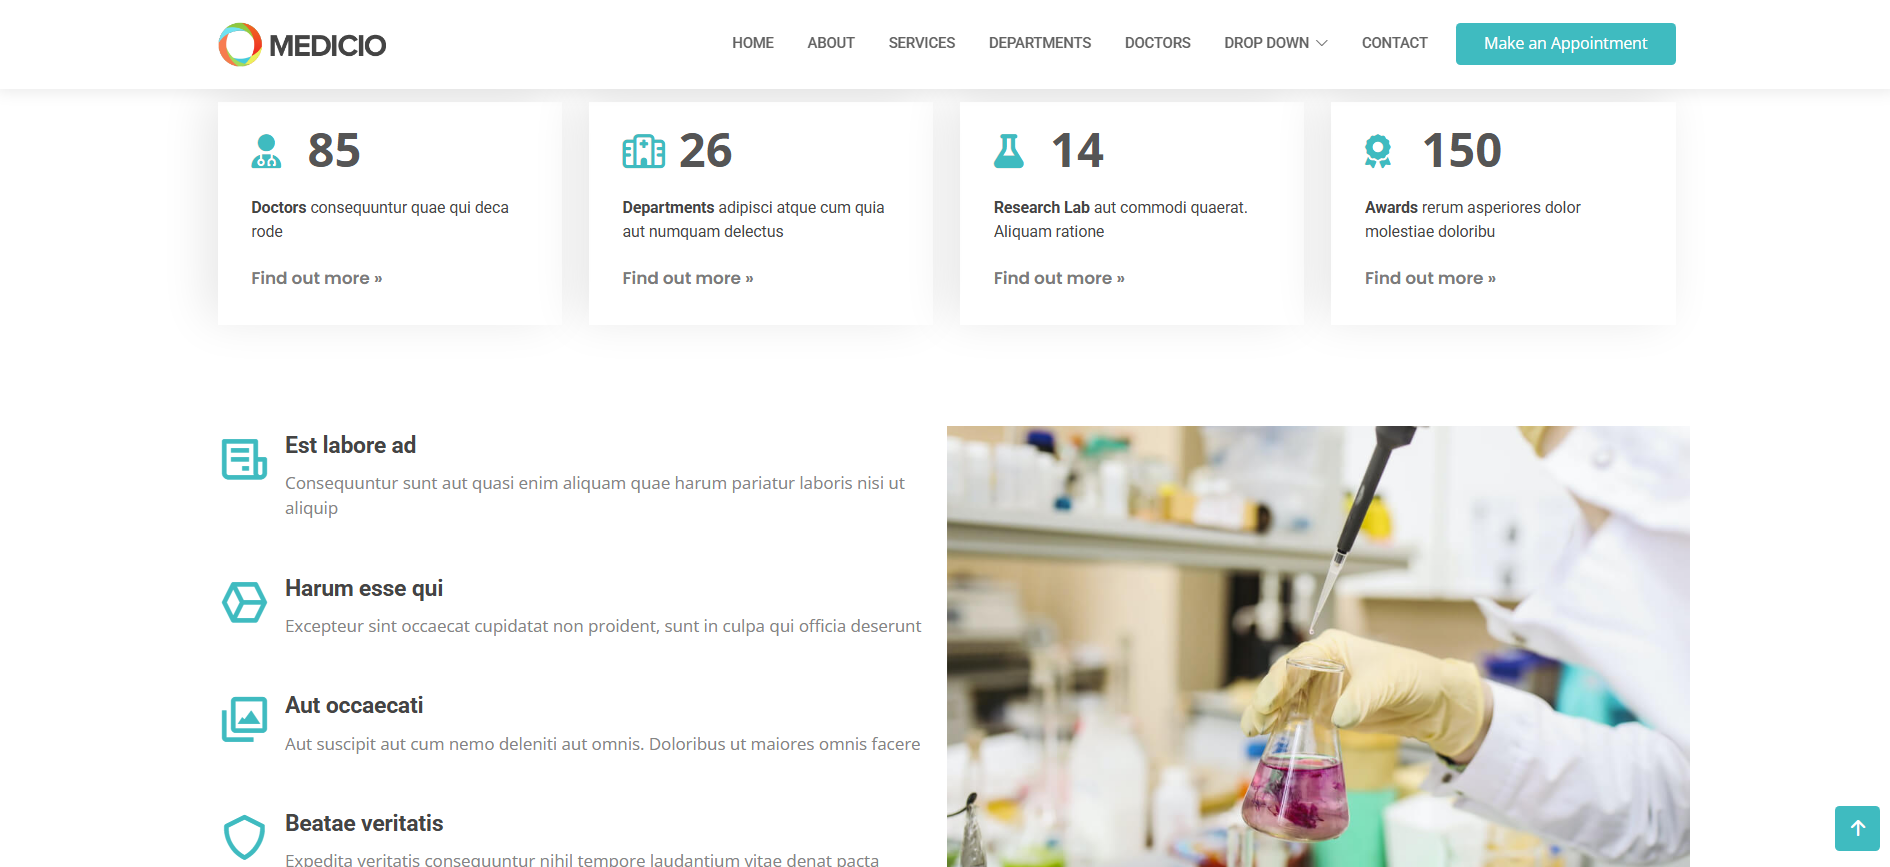 MEDICIO
HOME ABOUT SERVICES DEPARTMENTS DOCTORS DROP DOWN CONTACT Make an Appointment
85
Doctors consequuntur quae qui deca
rode
Find out more »
26
Departments adipisci atque cum quia
aut numquam delectus
Find out more »
14
Research Lab aut commodi quaerat.
Aliquam ratione
Find out more »
150
Awards rerum asperiores dolor
molestiae doloribu
Find out more »
Est labore ad
Consequuntur sunt aut quasi enim aliquam quae harum pariatur laboris nisi ut
aliquip
Harum esse qui
Excepteur sint occaecat cupidatat non proident, sunt in culpa qui officia deserunt
Aut occaecati
Aut suscipit aut cum nemo deleniti aut omnis. Doloribus ut maiores omnis facere
Beatae veritatis
Expedita veritatis consequuntur nihil tempore laudantium vitae denat pacta